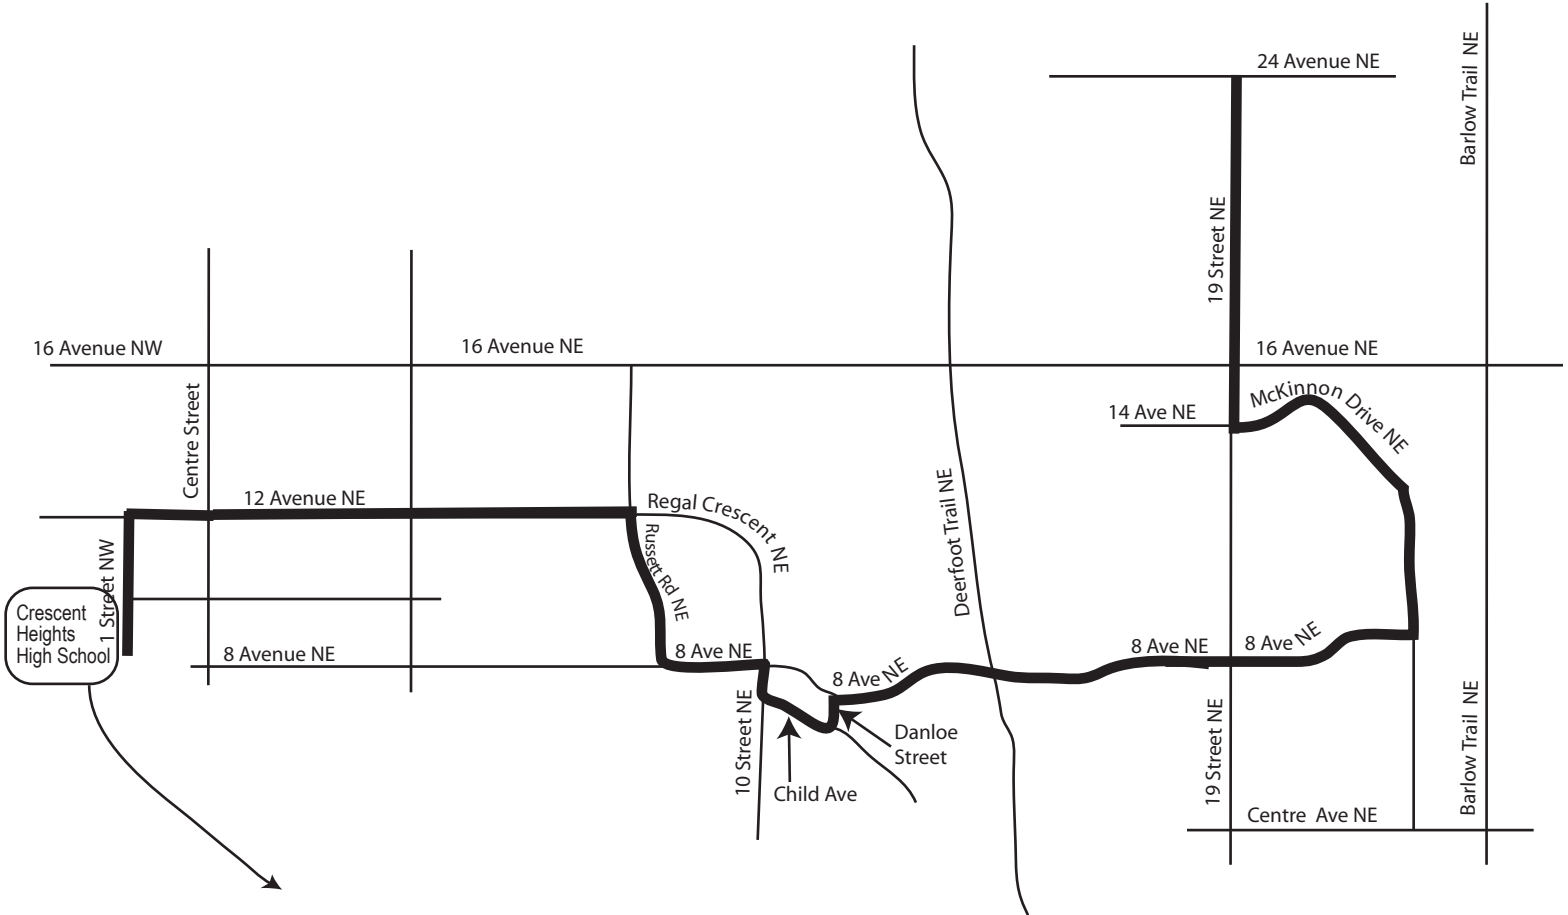 24 Avenue NE
Barlow Trail NE
19 Street NE
16 Avenue NW
16 Avenue NE
16 Avenue NE
Centre Street
14 Ave NE
McKinnon Drive NE
12 Avenue NE
Regal Crescent NE
Russett Rd NE
Deerfoot Trail NE
1 Street NW
Crescent
Heights
High School
8 Avenue NE
8 Ave NE
8 Ave NE
8 Ave NE
8 Ave NE
10 Street NE
Danloe
Street
Child Ave
19 Street NE
Barlow Trail NE
Centre Ave NE